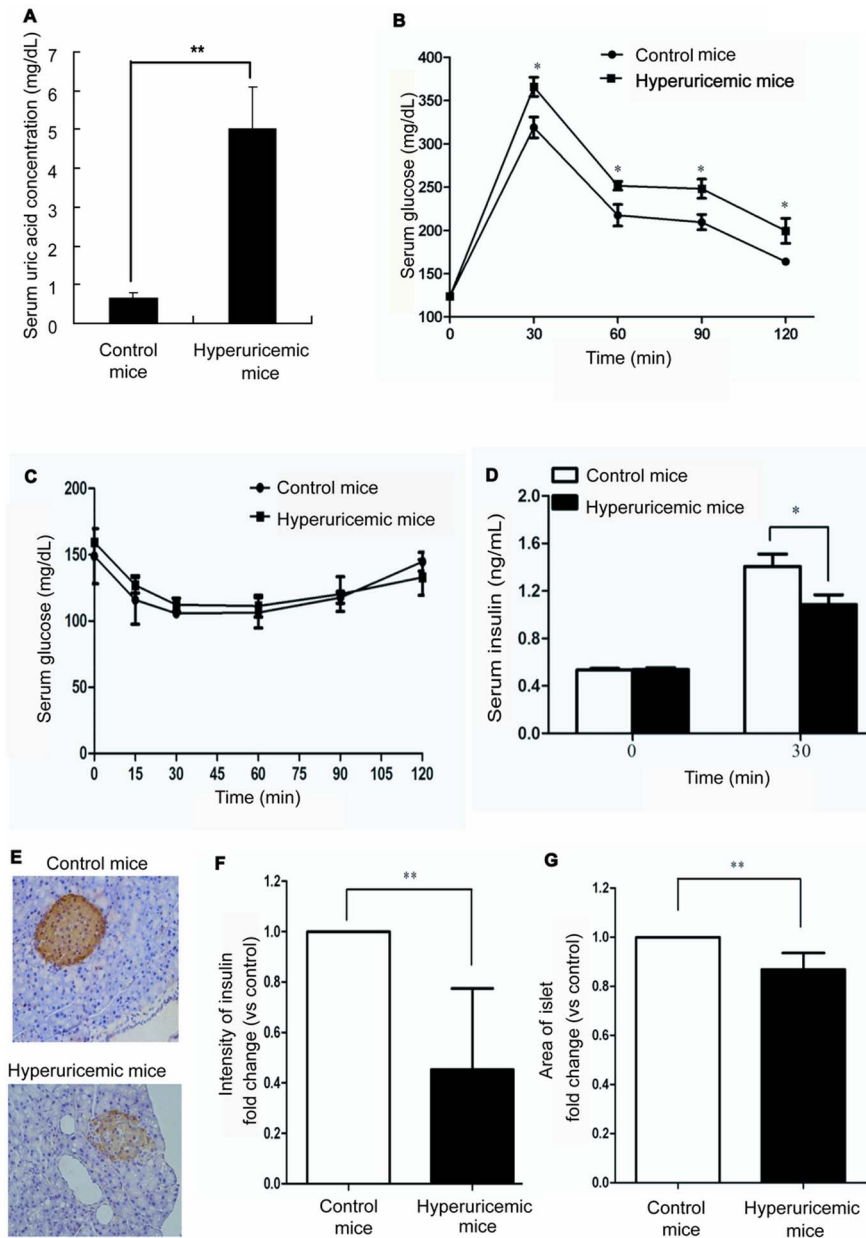 A
Serum uric acid concentration (mg/dL)
7
6
5
4
3
2
1
0
**
Control
mice
Hyperuricemic
mice
B
Serum glucose (mg/dL)
400
350
300
250
200
150
100
Control mice
Hyperuricemic mice
*
*
*
*
0
30
60
90
120
Time (min)
C
Serum glucose (mg/dL)
200
150
100
50
0
Control mice
Hyperuricemic mice
0
15
30
45
60
75
90
105
120
Time (min)
D
Serum insulin (ng/mL)
2.0
1.6
1.2
0.8
0.4
0.0
Control mice
Hyperuricemic mice
*
0
30
Time (min)
E
Control mice
Hyperuricemic mice
F
Intensity of insulin
fold change (vs control)
1.2
1.0
0.8
0.6
0.4
0.2
0.0
**
Control
mice
Hyperuricemic
mice
G
Area of islet
fold change (vs control)
1.2
1.0
0.8
0.6
0.4
0.2
0.0
**
Control
mice
Hyperuricemic
mice